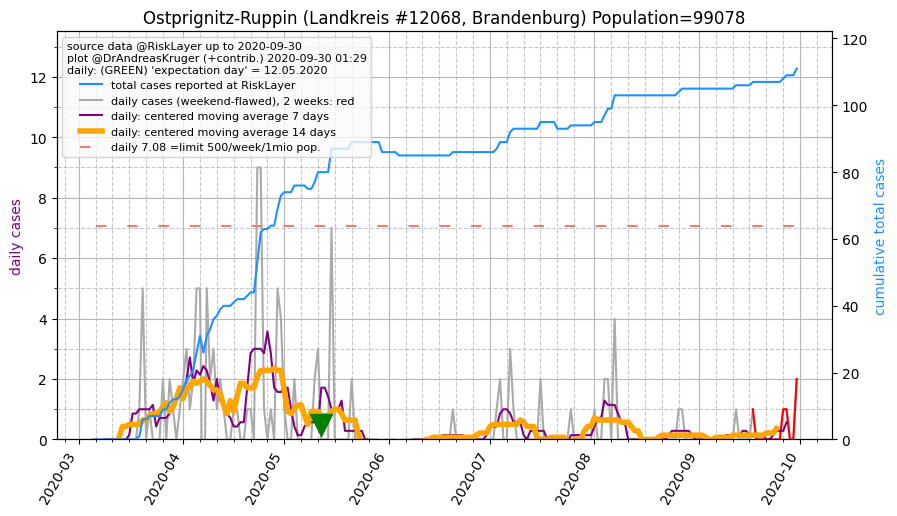 Ostprignitz-Ruppin (Landkreis #12068, Brandenburg) Population=99078
source data @RiskLayer up to 2020-09-30
plot @DrAndreasKruger (+contrib.) 2020-09-30 01:29
daily: (GREEN) 'expectation day' = 12.05.2020
total cases reported at RiskLayer
daily cases (weekend-flawed), 2 weeks: red
daily: centered moving average 7 days
daily: centered moving average 14 days
daily 7.08 =limit 500/week/1mio pop.
daily cases
12
10
8
6
4
2
0
cumulative total cases
120
100
80
60
40
20
0
2020-03
2020-04
2020-05
2020-06
2020-07
2020-08
2020-09
2020-10